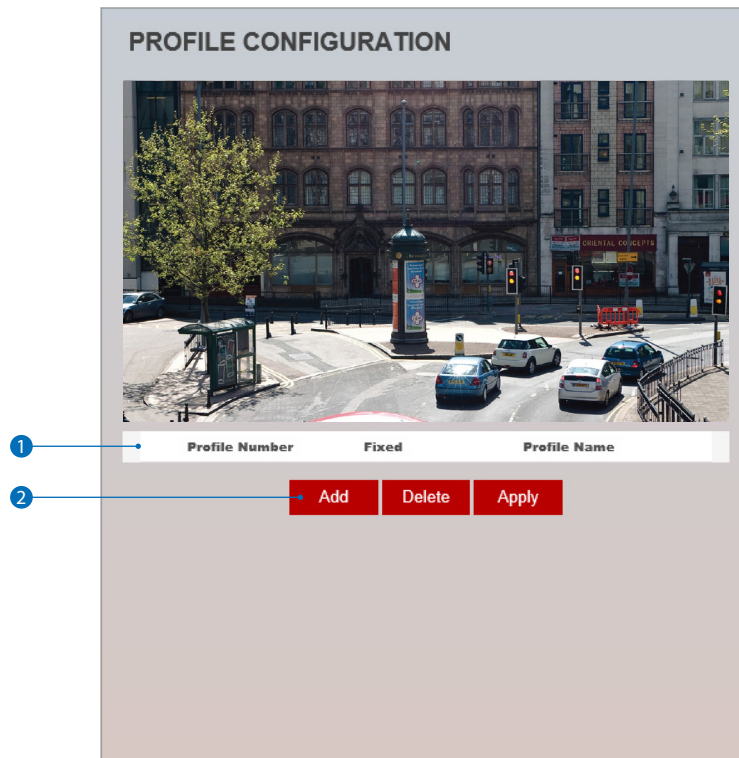 PROFILE CONFIGURATION
ORIENTAL CONCEPTS
1
Profile Number Fixed Profile Name
2
Add Delete Apply